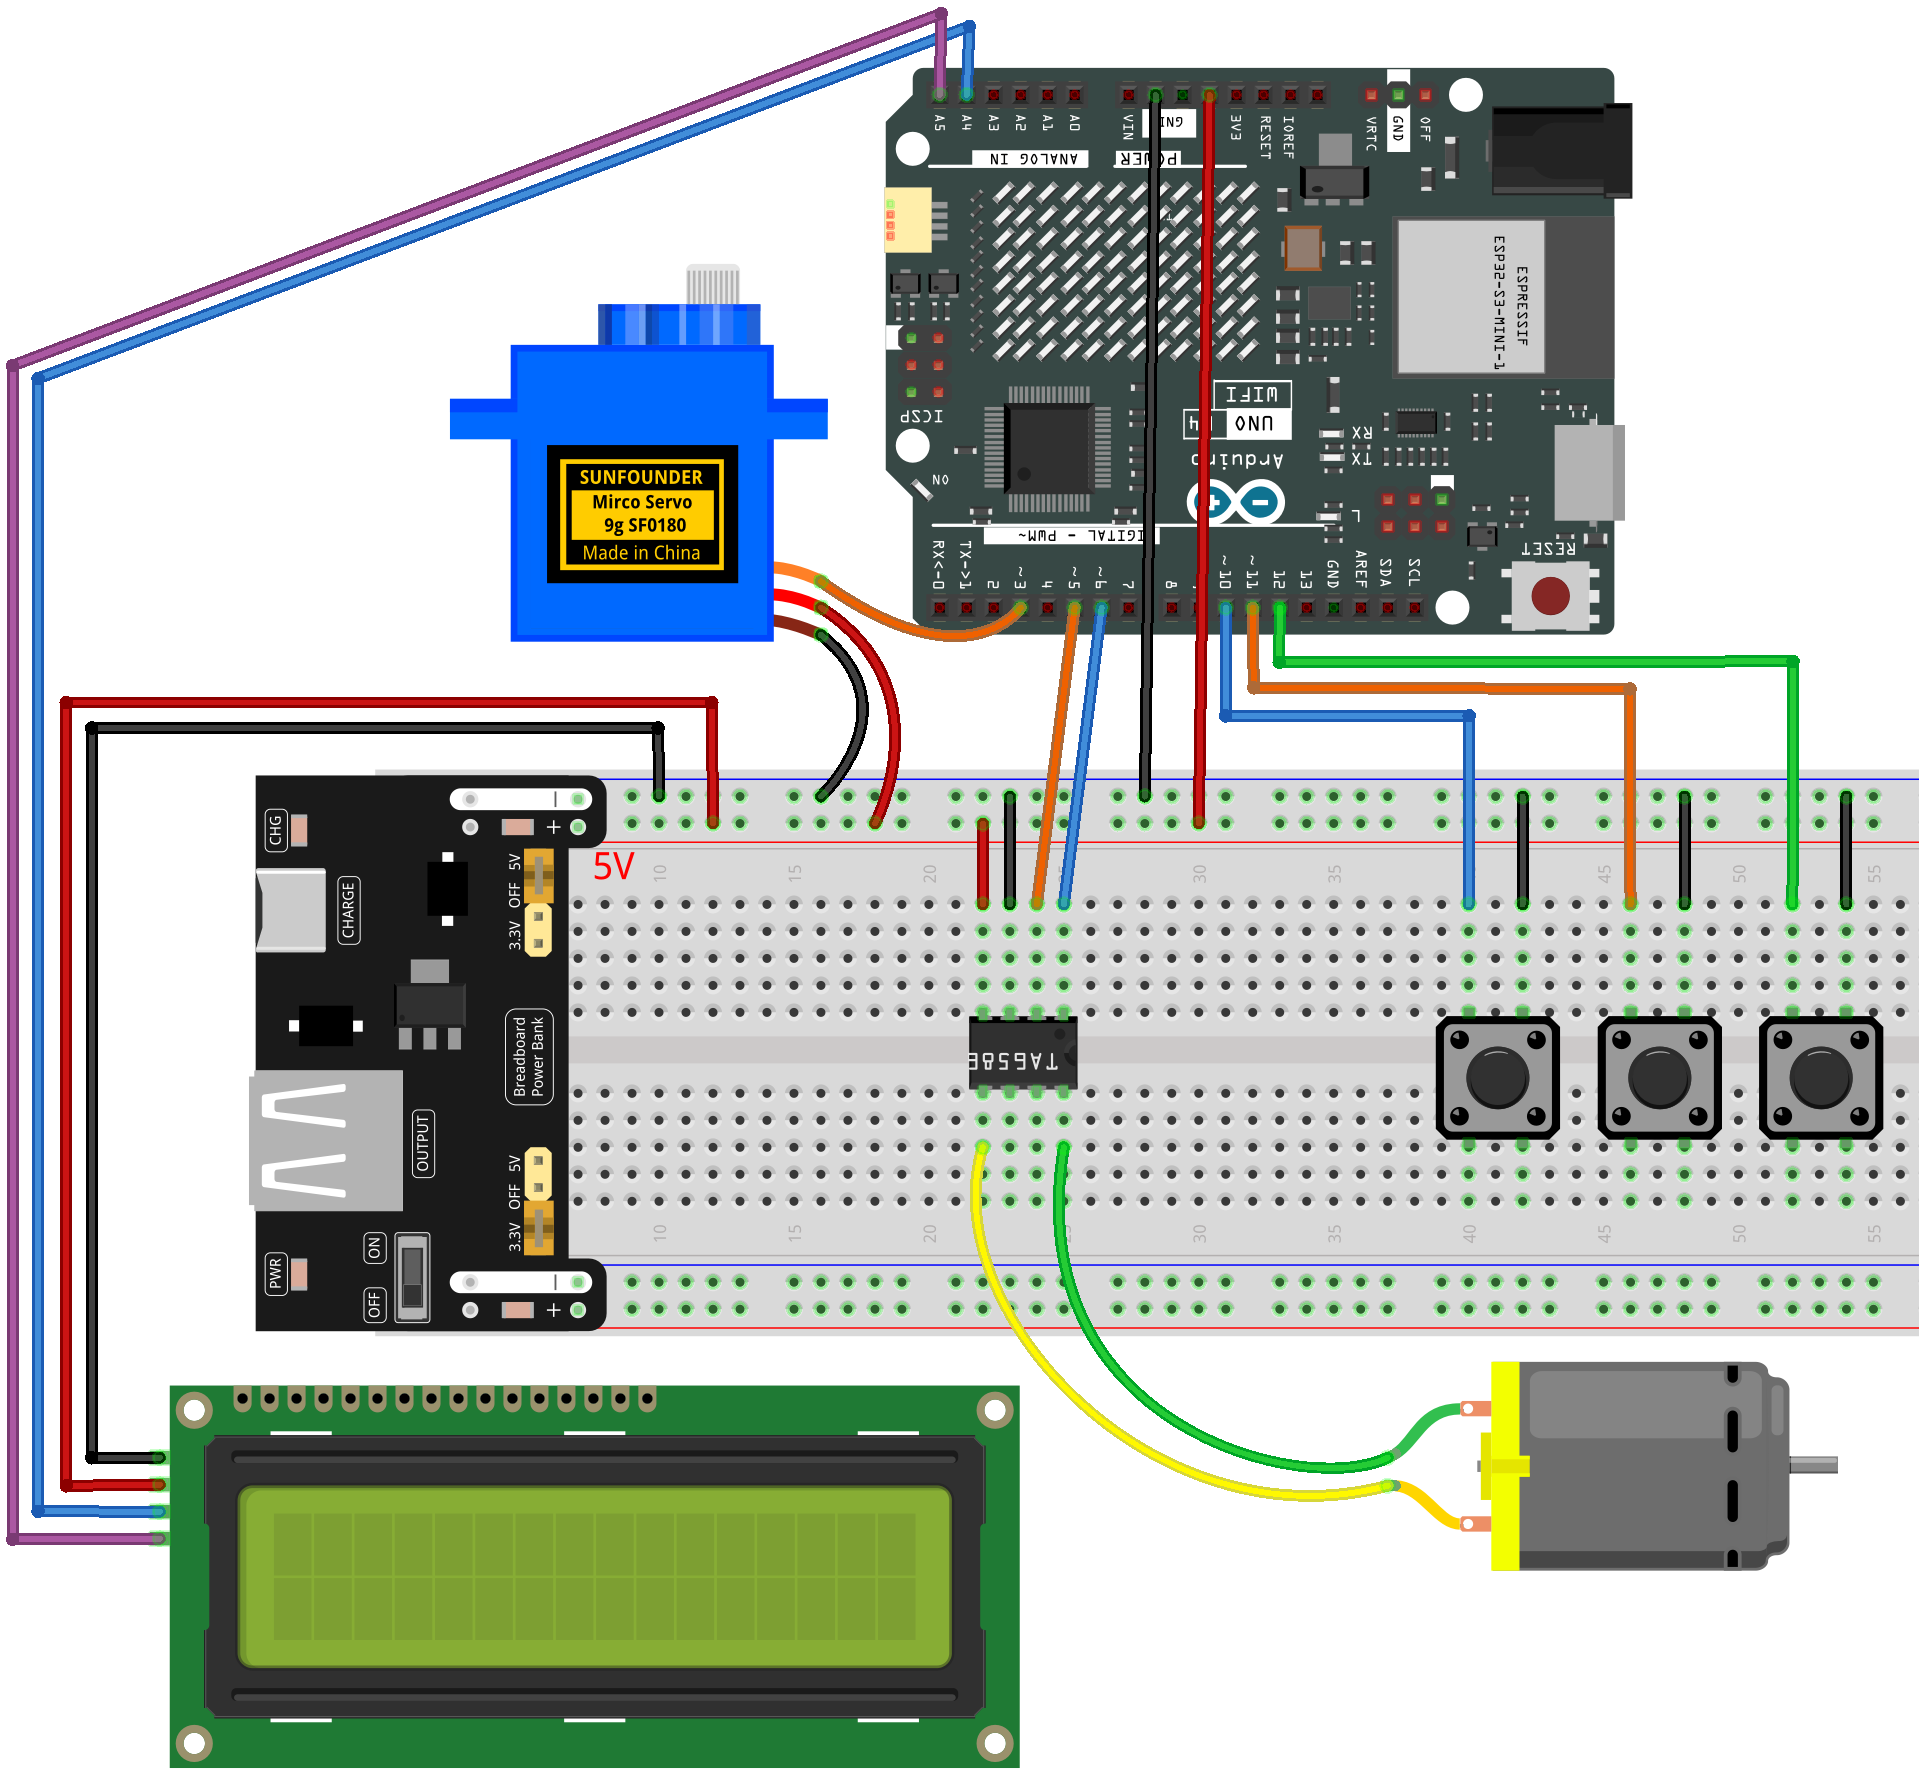 A5
A4
A3
A2
A1
A0
VIN
GND
3V3
RESET
IOREF
VRTC
GND
OFF
ANALOG IN
POWER
ESPRESSIF
ESP32-S3-MINI-1
ICSP
WIFI
UNO
R4
Arduino
RX
TX
L
ON
RESET
DIGITAL - PWM~
RX<-0
TX->1
2
~3
4
~5
~6
7
8
~10
~11
12
13
GND
AREF
SDA
SCL
SUNFOUNDER
Mirco Servo
9g SF0180
Made in China
CHG
CHARGE
5V
OFF
3.3V
5V
Breadboard
Power Bank
OUTPUT
5V
OFF
3.3V
PWR
ON
OFF
10
15
20
25
30
35
40
45
50
55
TA6586
10
15
20
25
30
35
40
45
50
55